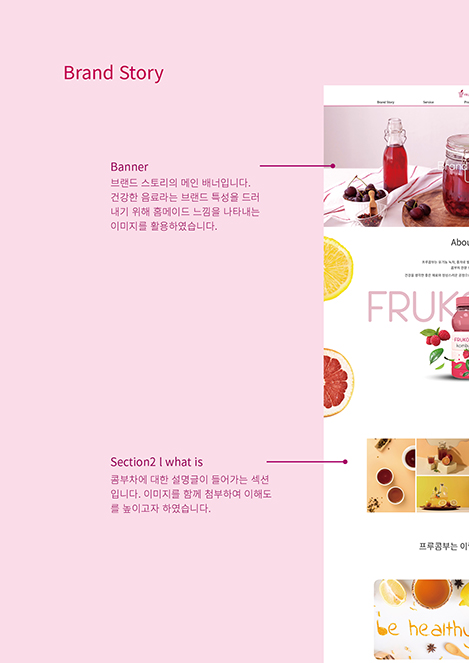 Brand Story
Brand Story
Service
Banner
브랜드 스토리의 메인 배너입니다.
건강한 음료라는 브랜드 특성을 드러
내기 위해 홈메이드 느낌을 나타내는
이미지를 활용하였습니다.
Abou
FRUKO
FRUKO
kombu
Section2 l what is
콤부차에 대한 설명글이 들어가는 섹션
입니다. 이미지를 함께 첨부하여 이해도
를 높이고자 하였습니다.
프루콤부는 이
be healthy